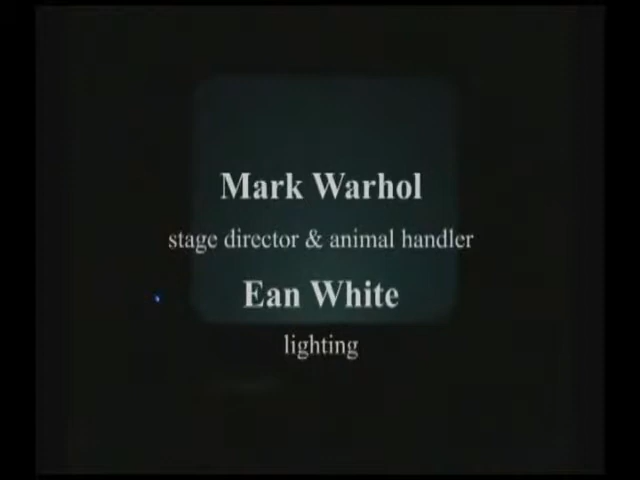 Mark Warhol
stage director & animal handler
Ean White
lighting